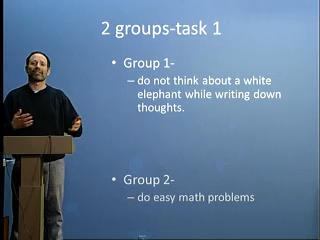 2 groups-task 1
• Group 1-
– do not think about a white
elephant while writing down
thoughts.
• Group 2-
– do easy math problems